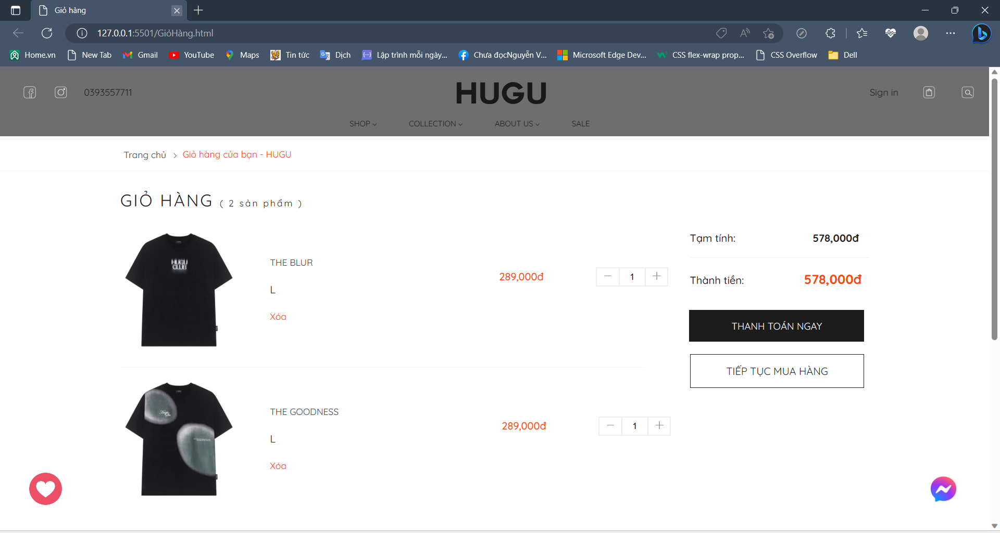 Giỏ hàng
127.0.0.1:5501/GiỏHàng.html
Home.vn New Tab Gmail YouTube Maps Tin tức Dịch Lập trình mỗi ngày... Chưa đọcNguyễn V... Microsoft Edge Dev... CSS flex-wrap prop... CSS Overflow Dell
0393557711 HUGU Sign in
SHOP COLLECTION ABOUT US SALE
Trang chủ > Giỏ hàng của bạn - HUGU
GIỎ HÀNG ( 2 sản phẩm )
HUGU
CLUB
THE BLUR
L
Xóa
289,000đ
− 1 +
Tạm tính: 578,000đ
Thành tiền: 578,000đ
THANH TOÁN NGAY
TIẾP TỤC MUA HÀNG
THE GOODNESS
L
Xóa
289,000đ
− 1 +